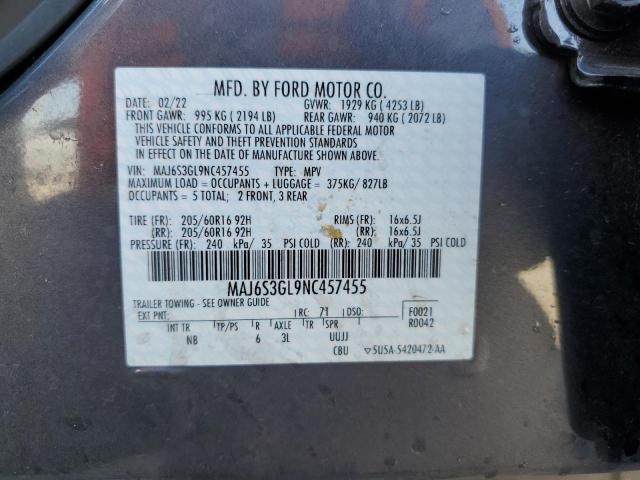 MFD. BY FORD MOTOR CO.
DATE: 02/22 GVWR: 1929 KG ( 4253 LB)
FRONT GAWR: 995 KG ( 2194 LB) REAR GAWR: 940 KG ( 2072 LB)
THIS VEHICLE CONFORMS TO ALL APPLICABLE FEDERAL MOTOR
VEHICLE SAFETY AND THEFT PREVENTION STANDARDS
IN EFFECT ON THE DATE OF MANUFACTURE SHOWN ABOVE.
VIN: MAJ6S3GL9NC457455 TYPE: MPV
MAXIMUM LOAD = OCCUPANTS + LUGGAGE = 375KG/ 827LB
OCCUPANTS = 5 TOTAL; 2 FRONT, 3 REAR
TIRE (FR): 205/60R16 92H RIMS (FR): 16x6.5J
(RR): 205/60R16 92H (RR): 16x6.5J
PRESSURE (FR): 240 kPa/ 35 PSI COLD (RR): 240 kPa/ 35 PSI COLD
MAJ6S3GL9NC457455
TRAILER TOWING - SEE OWNER GUIDE
EXT PNT: RC: 71 DSO: F0021
R0042
INT TR TP/PS R AXLE TR SPR
NB 6 3L UUJJ
CBU ▽5U5A-5420472-AA